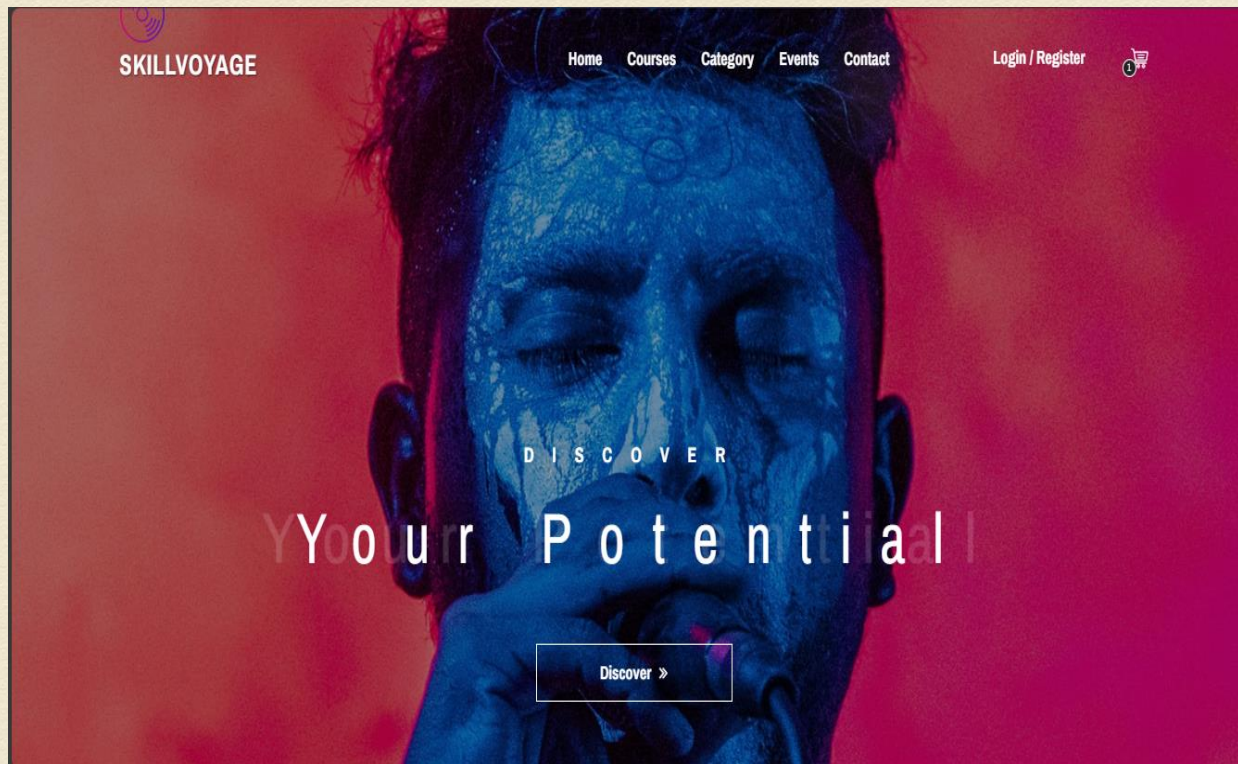 SKILLVOYAGE
Home Courses Category Events Contact
Login / Register
1
DISCOVER
Your Potential
Discover »